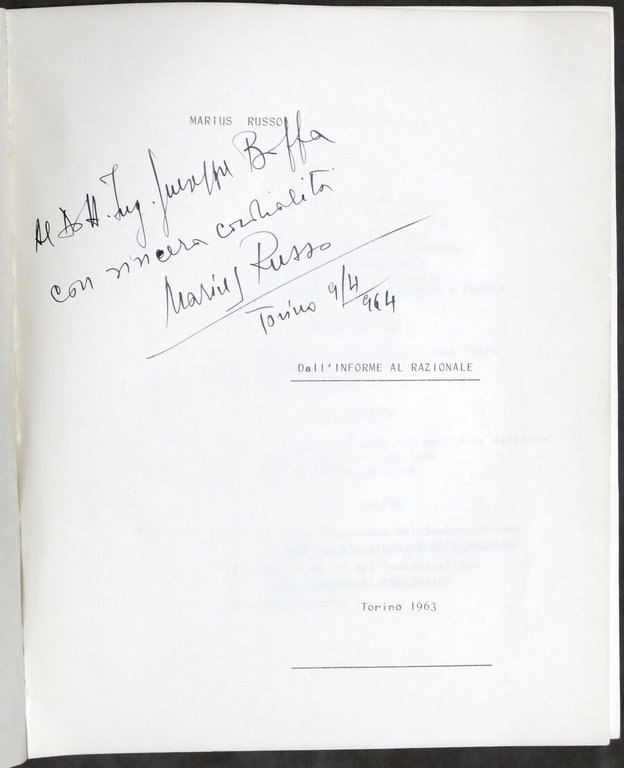 MARIUS RUSSO
Al Dott. Ing. Giuseppe Baffa
con sincera cordialità
Marius Russo
Torino 9/4/964
Dall'INFORME AL RAZIONALE
Torino 1963